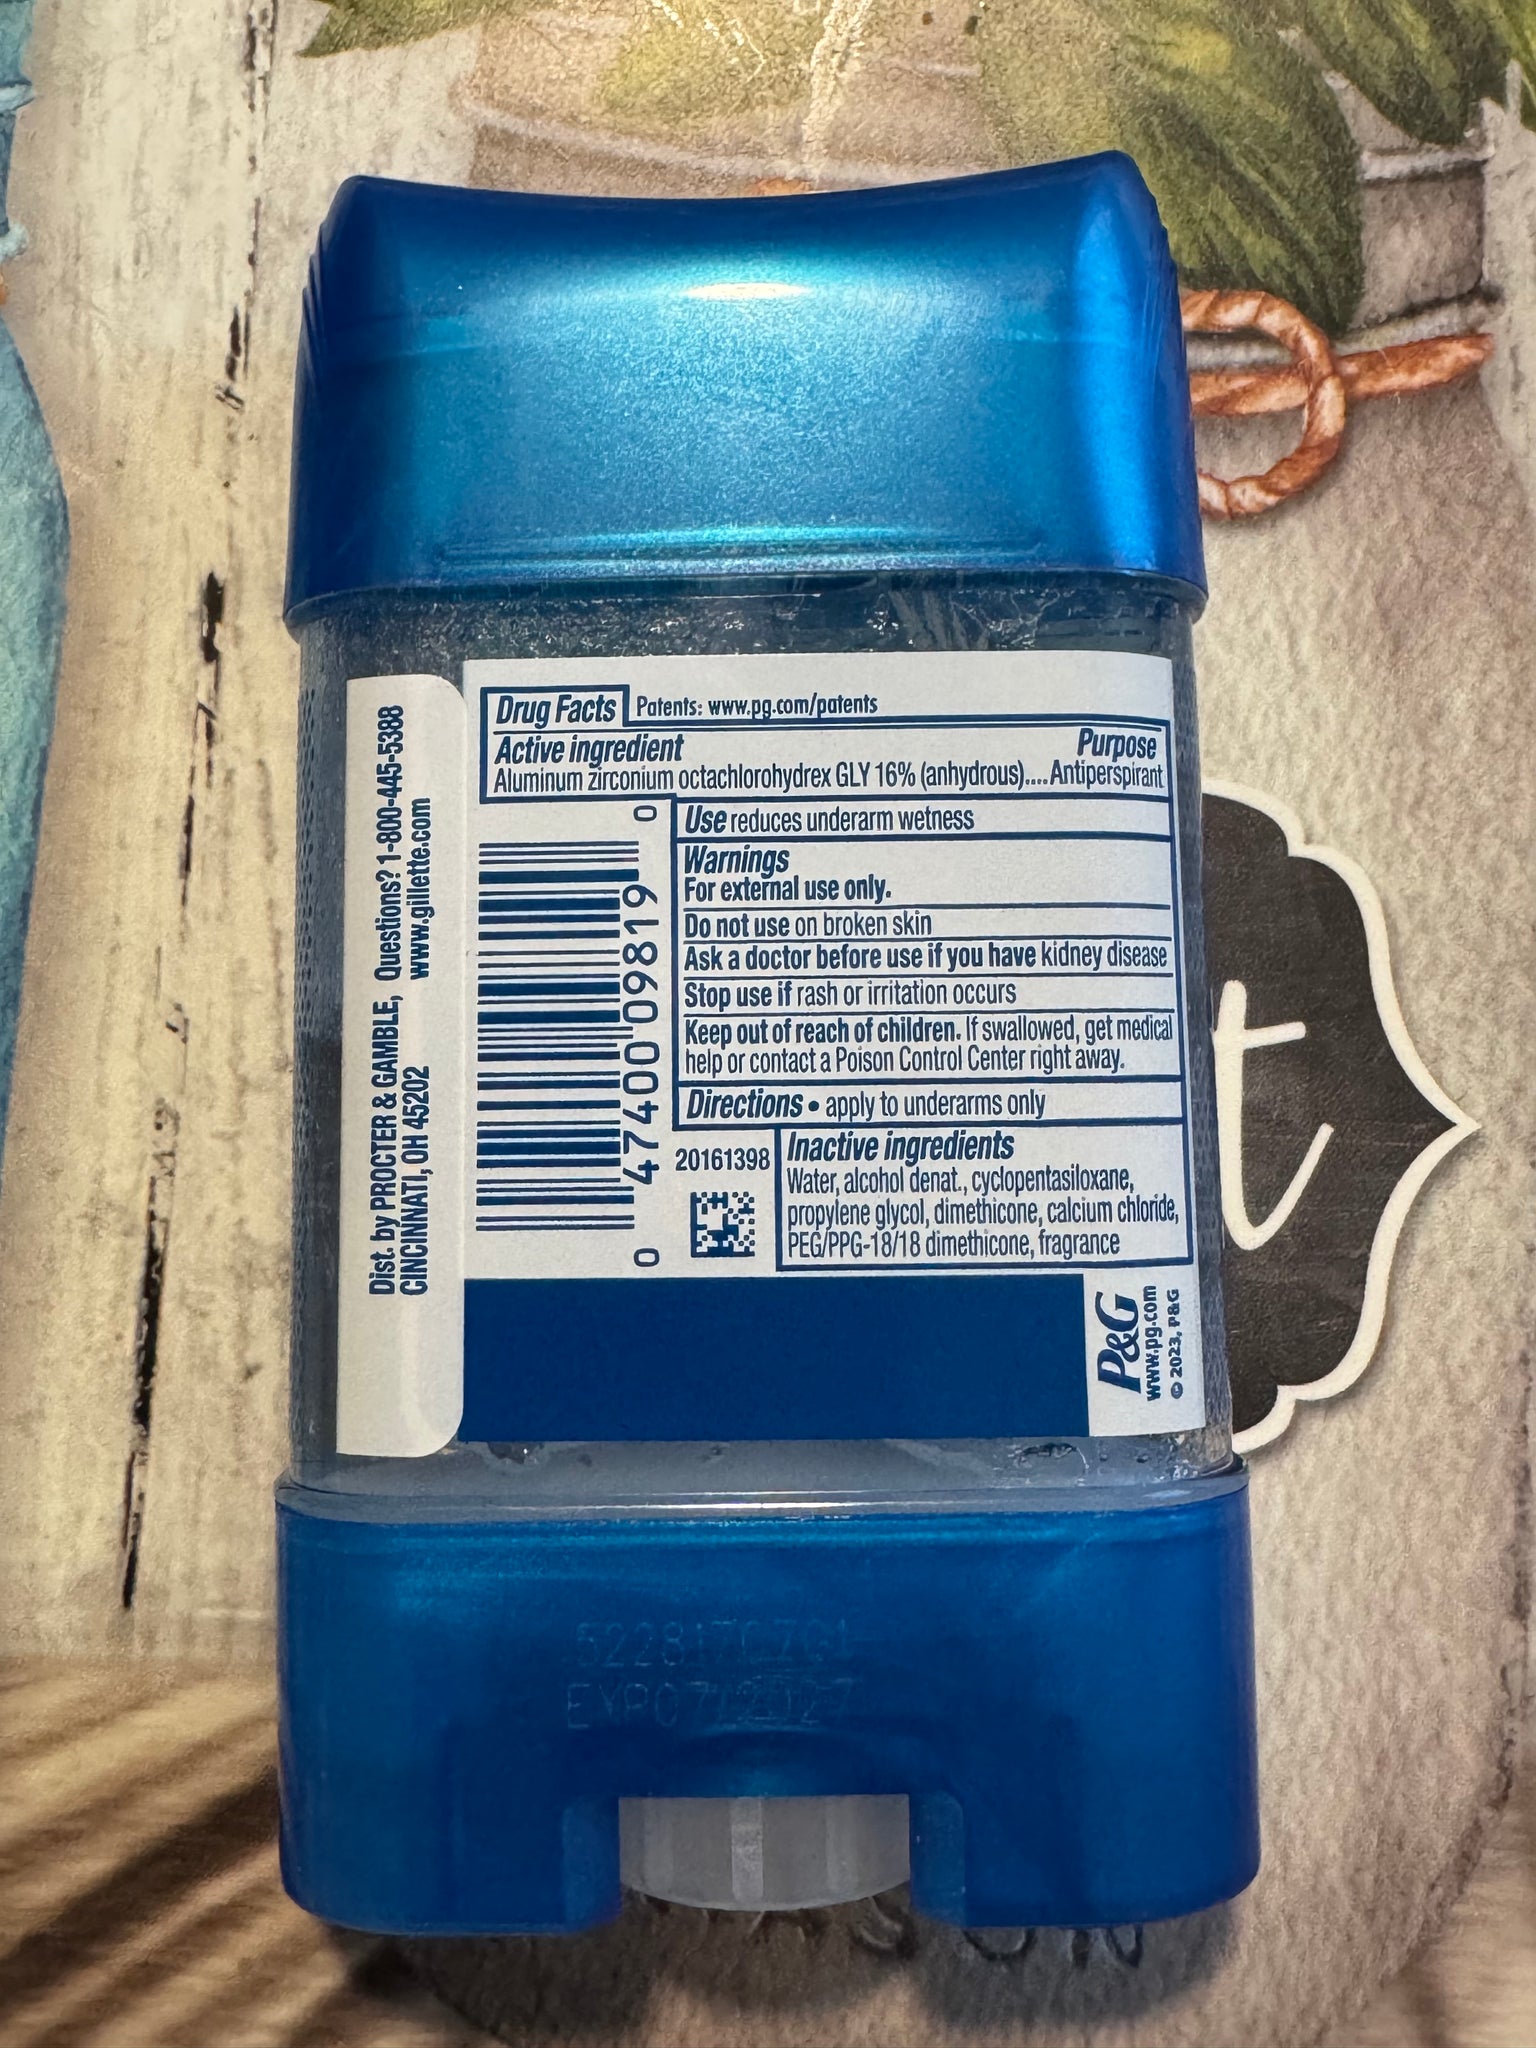 Drug Facts Patents: www.pg.com/patents
Active ingredient Purpose
Aluminum zirconium octachlorohydrex GLY 16% (anhydrous)....Antiperspirant
Use reduces underarm wetness
Warnings
For external use only.
Do not use on broken skin
Ask a doctor before use if you have kidney disease
Stop use if rash or irritation occurs
Keep out of reach of children. If swallowed, get medical
help or contact a Poison Control Center right away.
Directions • apply to underarms only
Inactive ingredients
Water, alcohol denat., cyclopentasiloxane,
propylene glycol, dimethicone, calcium chloride,
PEG/PPG-18/18 dimethicone, fragrance
20161398
0 47400 09819 0
Dist. by PROCTER & GAMBLE, Questions? 1-800-445-5388
CINCINNATI, OH 45202 www.gillette.com
P&G
www.pg.com
© 2023, P&G
t